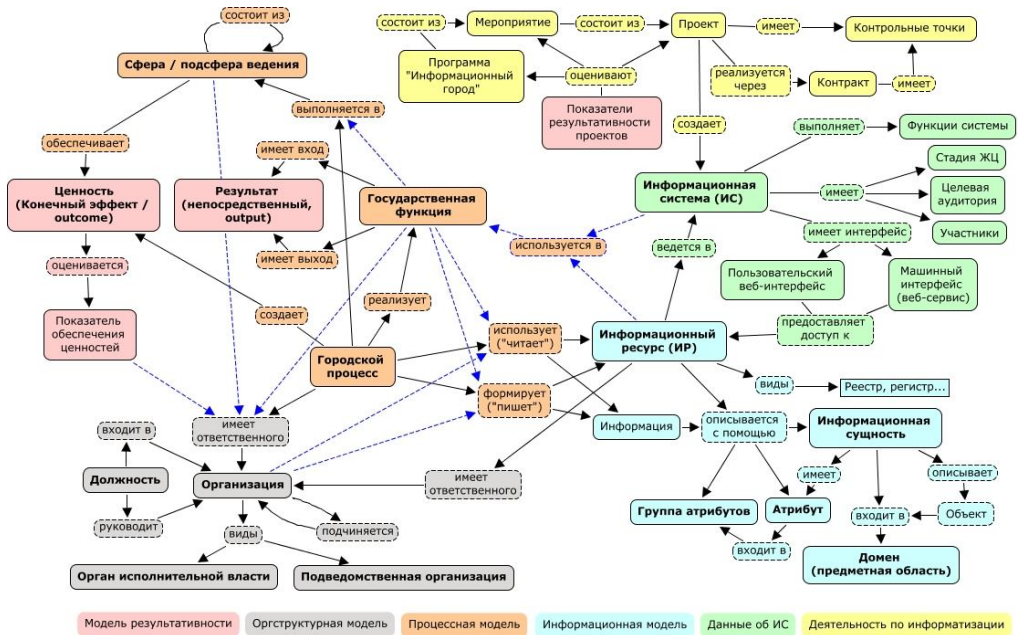 состоит из
Сфера / подсфера ведения
выполняется в
обеспечивает
имеет вход
Ценность
(Конечный эффект /
outcome)
Результат
(непосредственный,
output)
Государственная
функция
имеет выход
оценивается
Показатель
обеспечения
ценностей
создает
реализует
Городской
процесс
использует
("читает")
формирует
("пишет")
используется в
состоит из
Мероприятие
состоит из
Проект
имеет
Контрольные точки
Программа
"Информационный
город"
оценивают
реализуется
через
Контракт
имеет
Показатели
результативности
проектов
создает
выполняет
Функции системы
Информационная
система (ИС)
имеет
Стадия ЖЦ
Целевая
аудитория
Участники
имеет интерфейс
ведется в
Пользовательский
веб-интерфейс
Машинный
интерфейс
(веб-сервис)
предоставляет
доступ к
Информационный
ресурс (ИР)
виды
Реестр, регистр...
Информация
описывается
с помощью
Информационная
сущность
имеет
описывает
Группа атрибутов
Атрибут
входит в
Объект
входит в
Домен
(предметная область)
имеет
ответственного
входит в
Должность
Организация
имеет
ответственного
руководит
виды
подчиняется
Орган исполнительной власти
Подведомственная организация
Модель результативности
Оргструктурная модель
Процессная модель
Информационная модель
Данные об ИС
Деятельность по информатизации